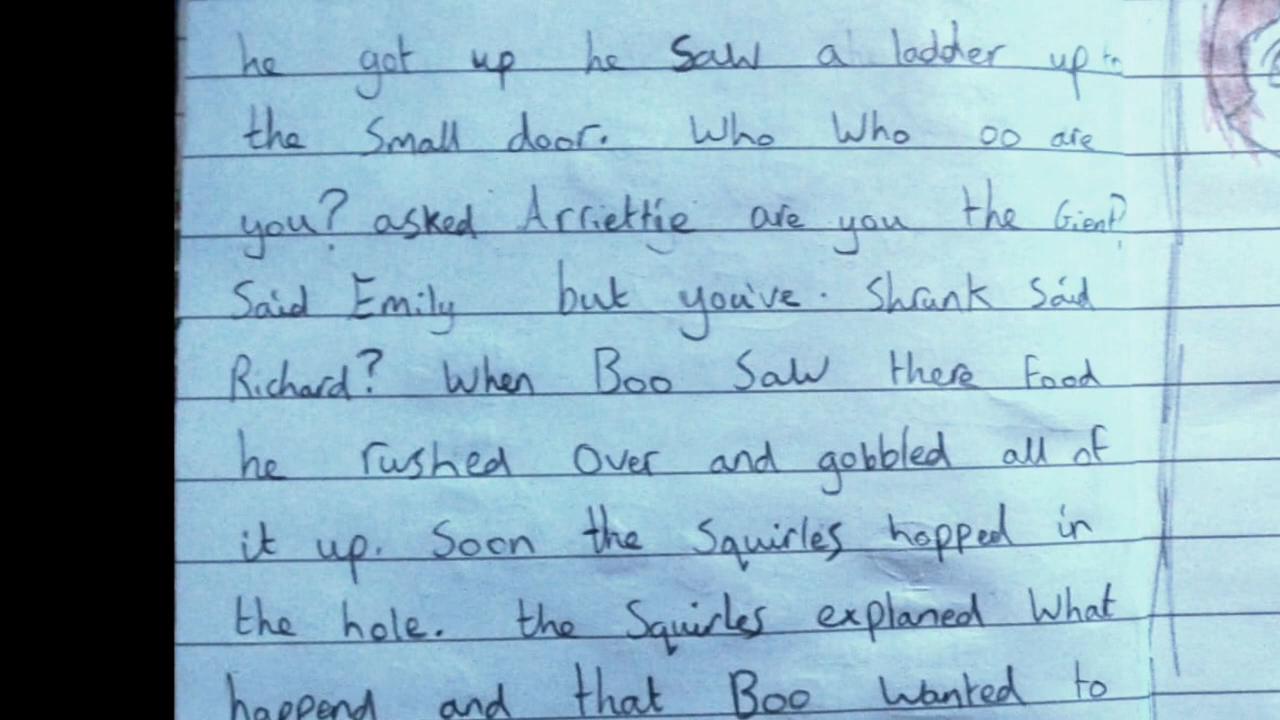 he got up he saw a ladder up to
the Small door. Who Who oo are
you? asked Arriettie are you the Gient?
Said Emily but you've. Shrunk Said
Richard? When Boo Saw there Food
he rushed Over and gobbled all of
it up. Soon the Squirles hopped in
the hole. the Squirles explaned What
happend and that Boo Wanted to